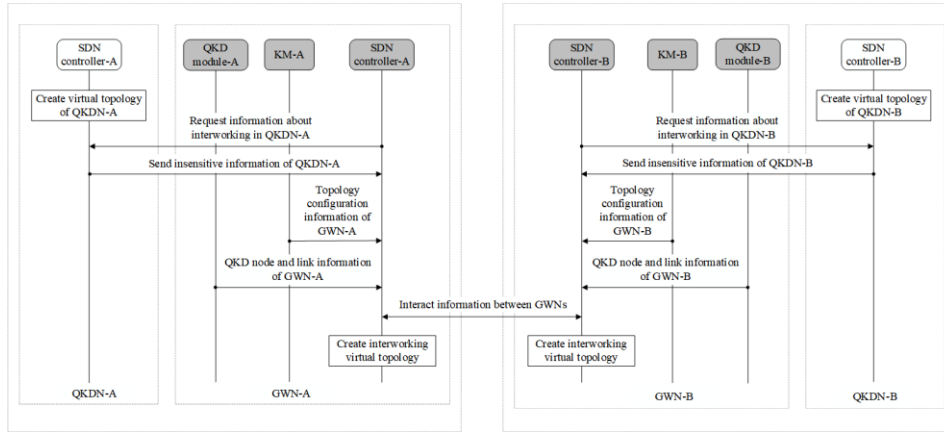 SDN
controller-A
QKD
module-A
KM-A
SDN
controller-A
SDN
controller-B
KM-B
QKD
module-B
SDN
controller-B
Create virtual topology
of QKDN-A
Create virtual topology
of QKDN-B
Request information about
interworking in QKDN-A
Request information about
interworking in QKDN-B
Send insensitive information of QKDN-A
Send insensitive information of QKDN-B
Topology
configuration
information of
GWN-A
Topology
configuration
information of
GWN-B
QKD node and link information
of GWN-A
QKD node and link information
of GWN-B
Interact information between GWNs
Create interworking
virtual topology
Create interworking
virtual topology
QKDN-A
GWN-A
GWN-B
QKDN-B